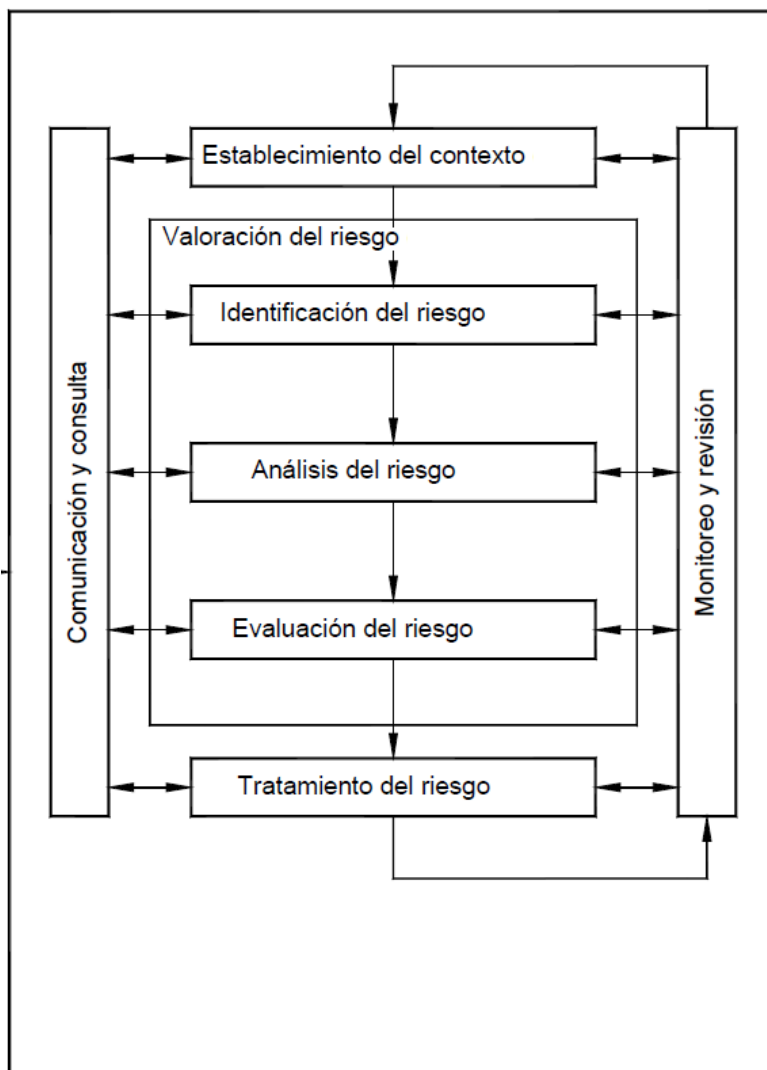 Establecimiento del contexto
Valoración del riesgo
Identificación del riesgo
Análisis del riesgo
Evaluación del riesgo
Tratamiento del riesgo
Comunicación y consulta
Monitoreo y revisión